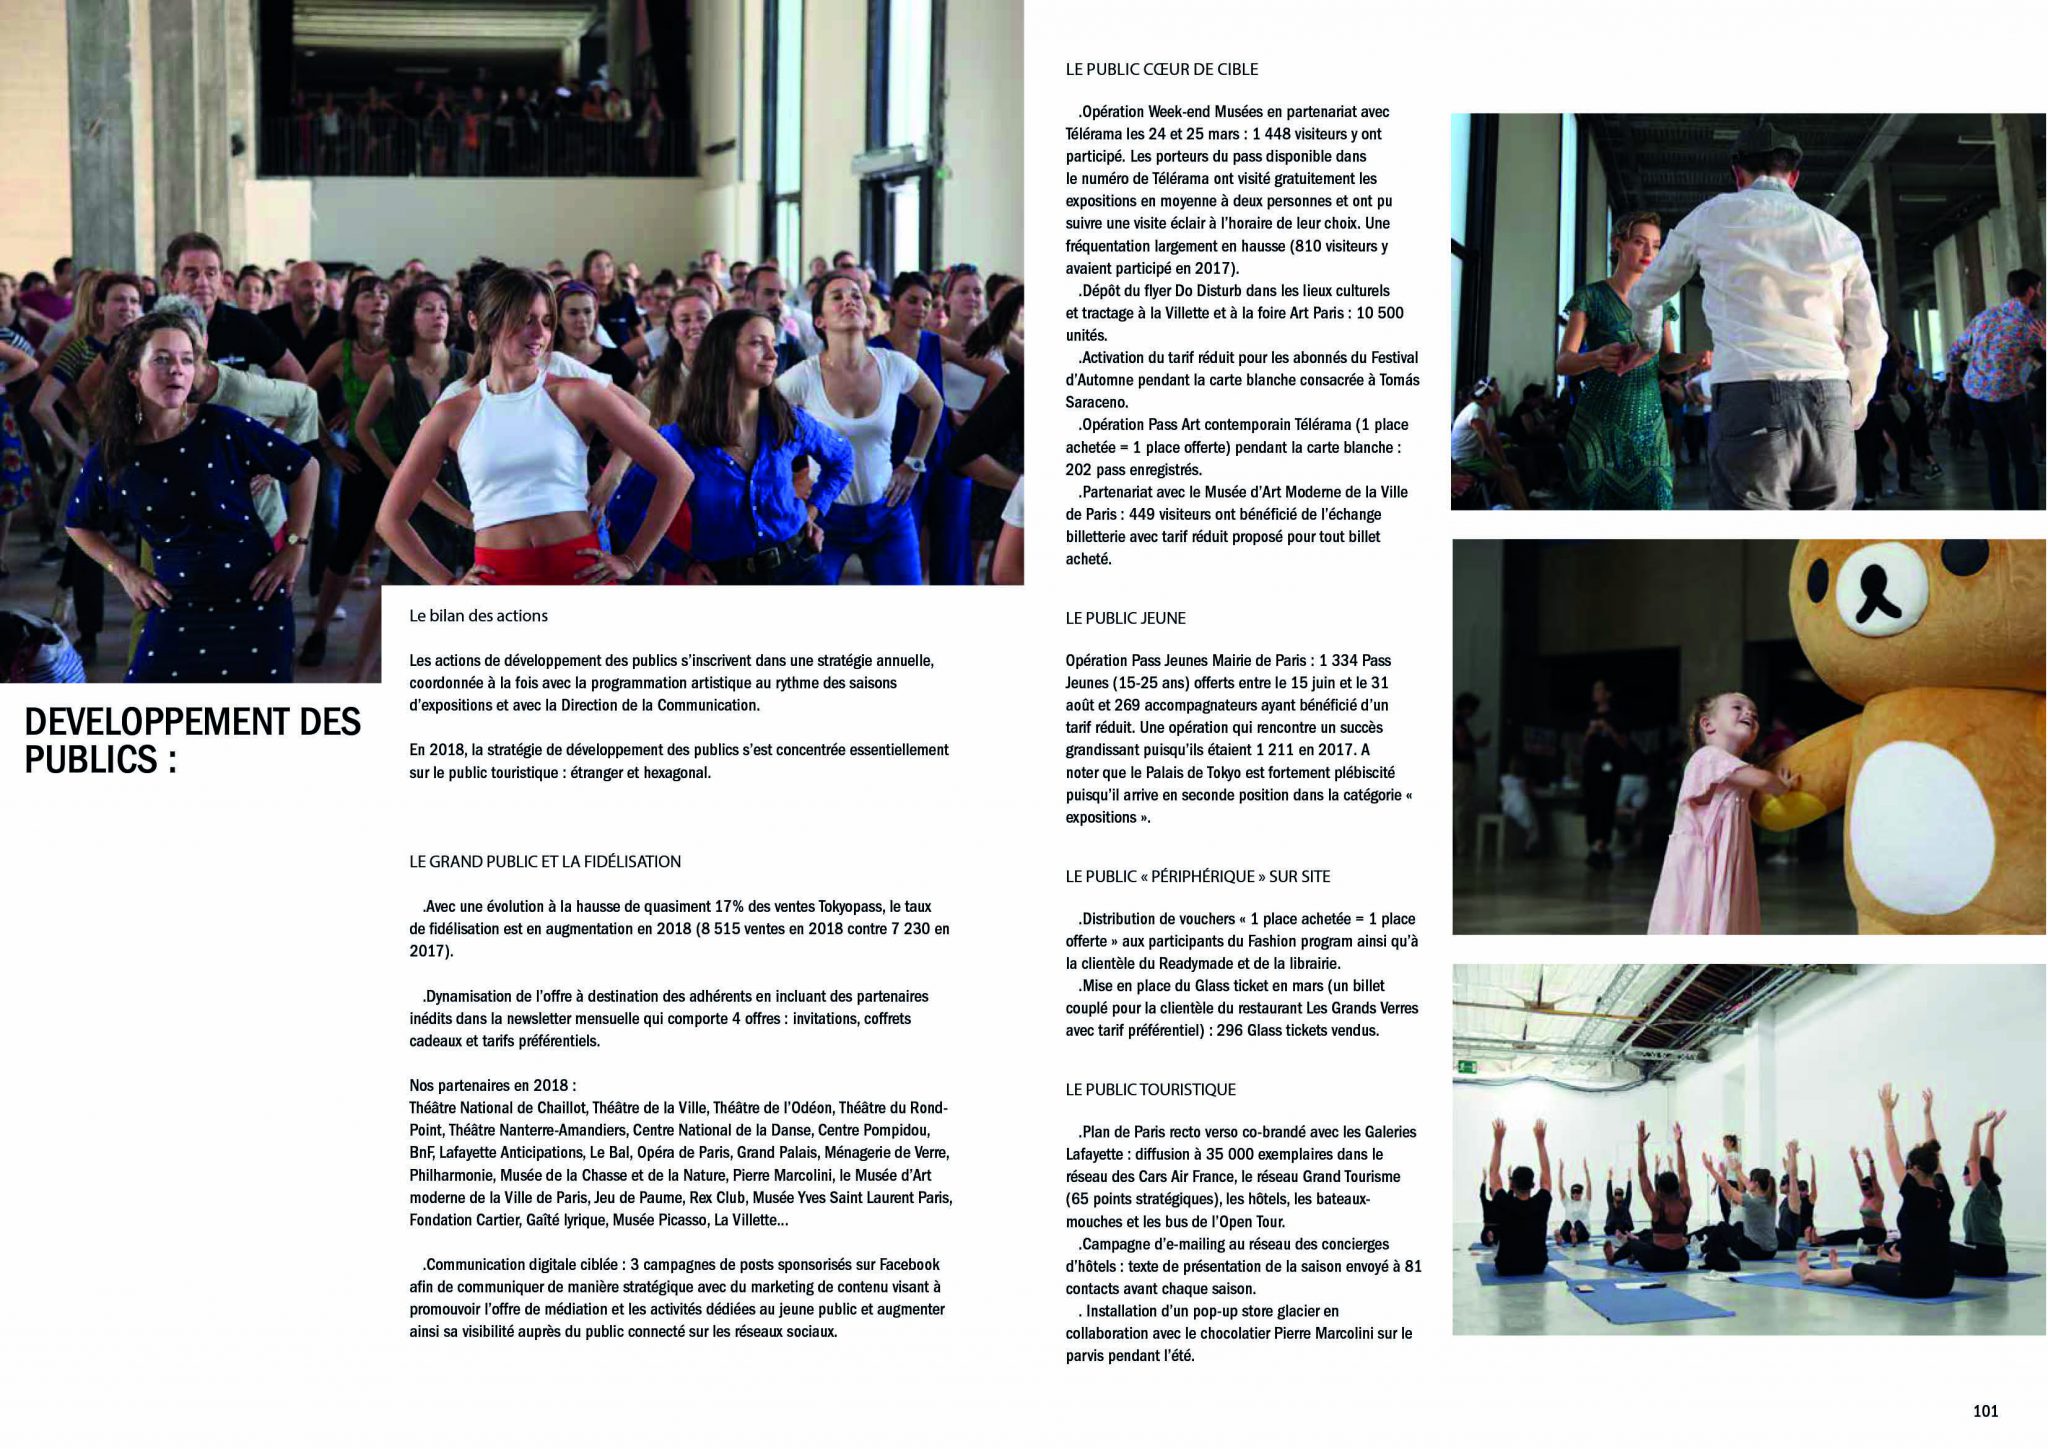 DEVELOPPEMENT DES
PUBLICS :
Le bilan des actions
Les actions de développement des publics s’inscrivent dans une stratégie annuelle,
coordonnée à la fois avec la programmation artistique au rythme des saisons
d’expositions et avec la Direction de la Communication.
En 2018, la stratégie de développement des publics s’est concentrée essentiellement
sur le public touristique : étranger et hexagonal.
LE GRAND PUBLIC ET LA FIDÉLISATION
.Avec une évolution à la hausse de quasiment 17% des ventes Tokyopass, le taux
de fidélisation est en augmentation en 2018 (8 515 ventes en 2018 contre 7 230 en
2017).
.Dynamisation de l’offre à destination des adhérents en incluant des partenaires
inédits dans la newsletter mensuelle qui comporte 4 offres : invitations, coffrets
cadeaux et tarifs préférentiels.
Nos partenaires en 2018 :
Théâtre National de Chaillot, Théâtre de la Ville, Théâtre de l’Odéon, Théâtre du Rond-
Point, Théâtre Nanterre-Amandiers, Centre National de la Danse, Centre Pompidou,
BnF, Lafayette Anticipations, Le Bal, Opéra de Paris, Grand Palais, Ménagerie de Verre,
Philharmonie, Musée de la Chasse et de la Nature, Pierre Marcolini, le Musée d’Art
moderne de la Ville de Paris, Jeu de Paume, Rex Club, Musée Yves Saint Laurent Paris,
Fondation Cartier, Gaîté lyrique, Musée Picasso, La Villette...
.Communication digitale ciblée : 3 campagnes de posts sponsorisés sur Facebook
afin de communiquer de manière stratégique avec du marketing de contenu visant à
promouvoir l’offre de médiation et les activités dédiées au jeune public et augmenter
ainsi sa visibilité auprès du public connecté sur les réseaux sociaux.
LE PUBLIC CŒUR DE CIBLE
.Opération Week-end Musées en partenariat avec
Télérama les 24 et 25 mars : 1 448 visiteurs y ont
participé. Les porteurs du pass disponible dans
le numéro de Télérama ont visité gratuitement les
expositions en moyenne à deux personnes et ont pu
suivre une visite éclair à l’horaire de leur choix. Une
fréquentation largement en hausse (810 visiteurs y
avaient participé en 2017).
.Dépôt du flyer Do Disturb dans les lieux culturels
et tractage à la Villette et à la foire Art Paris : 10 500
unités.
.Activation du tarif réduit pour les abonnés du Festival
d’Automne pendant la carte blanche consacrée à Tomás
Saraceno.
.Opération Pass Art contemporain Télérama (1 place
achetée = 1 place offerte) pendant la carte blanche :
202 pass enregistrés.
.Partenariat avec le Musée d’Art Moderne de la Ville
de Paris : 449 visiteurs ont bénéficié de l’échange
billetterie avec tarif réduit proposé pour tout billet
acheté.
LE PUBLIC JEUNE
Opération Pass Jeunes Mairie de Paris : 1 334 Pass
Jeunes (15-25 ans) offerts entre le 15 juin et le 31
août et 269 accompagnateurs ayant bénéficié d’un
tarif réduit. Une opération qui rencontre un succès
grandissant puisqu’ils étaient 1 211 en 2017. A
noter que le Palais de Tokyo est fortement plébiscité
puisqu’il arrive en seconde position dans la catégorie «
expositions ».
LE PUBLIC « PÉRIPHÉRIQUE » SUR SITE
.Distribution de vouchers « 1 place achetée = 1 place
offerte » aux participants du Fashion program ainsi qu’à
la clientèle du Readymade et de la librairie.
.Mise en place du Glass ticket en mars (un billet
couplé pour la clientèle du restaurant Les Grands Verres
avec tarif préférentiel) : 296 Glass tickets vendus.
LE PUBLIC TOURISTIQUE
.Plan de Paris recto verso co-brandé avec les Galeries
Lafayette : diffusion à 35 000 exemplaires dans le
réseau des Cars Air France, le réseau Grand Tourisme
(65 points stratégiques), les hôtels, les bateaux-
mouches et les bus de l’Open Tour.
.Campagne d’e-mailing au réseau des concierges
d’hôtels : texte de présentation de la saison envoyé à 81
contacts avant chaque saison.
. Installation d’un pop-up store glacier en
collaboration avec le chocolatier Pierre Marcolini sur le
parvis pendant l’été.
101